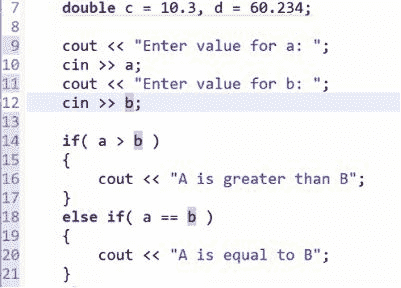 7 double c = 10.3, d = 60.234;
8
9 cout << "Enter value for a: ";
10 cin >> a;
11 cout << "Enter value for b: ";
12 cin >> b;
13
14 if( a > b )
15 {
16 cout << "A is greater than B";
17 }
18 else if( a == b )
19 {
20 cout << "A is equal to B";
21 }